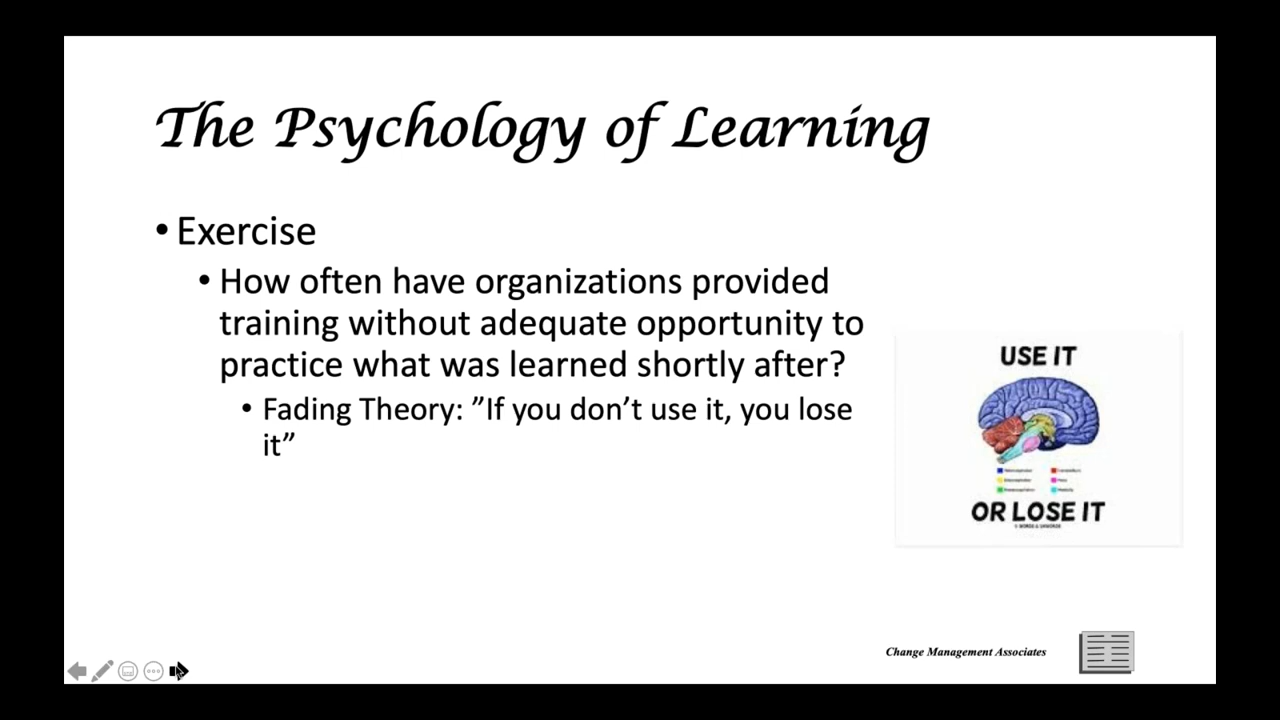 The Psychology of Learning
• Exercise
• How often have organizations provided
training without adequate opportunity to
practice what was learned shortly after?
• Fading Theory: ”If you don’t use it, you lose
it”
USE IT
OR LOSE IT
Change Management Associates